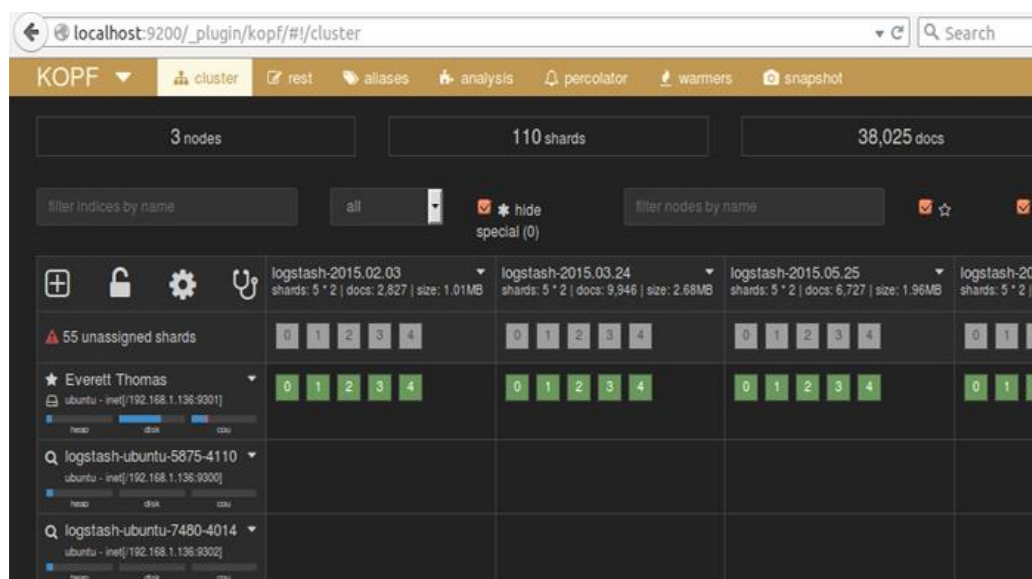 localhost:9200/_plugin/kopf/#!/cluster Search
KOPF cluster rest aliases analysis percolator warmers snapshot
3 nodes 110 shards 38,025 docs
filter indices by name all hide filter nodes by name
special (0)
logstash-2015.02.03 logstash-2015.03.24 logstash-2015.05.25 logstash-20
shards: 5 * 2 | docs: 2,827 | size: 1.01MB shards: 5 * 2 | docs: 9,946 | size: 2.68MB shards: 5 * 2 | docs: 6,727 | size: 1.96MB shards: 5 * 2 |
55 unassigned shards 0 1 2 3 4 0 1 2 3 4 0 1 2 3 4 0 1
Everett Thomas 0 1 2 3 4 0 1 2 3 4 0 1 2 3 4 0 1
ubuntu - inet[/192.168.1.136:9301]
heap disk cpu
logstash-ubuntu-5875-4110
ubuntu - inet[/192.168.1.136:9300]
heap disk cpu
logstash-ubuntu-7480-4014
ubuntu - inet[/192.168.1.136:9302]
heap disk cpu